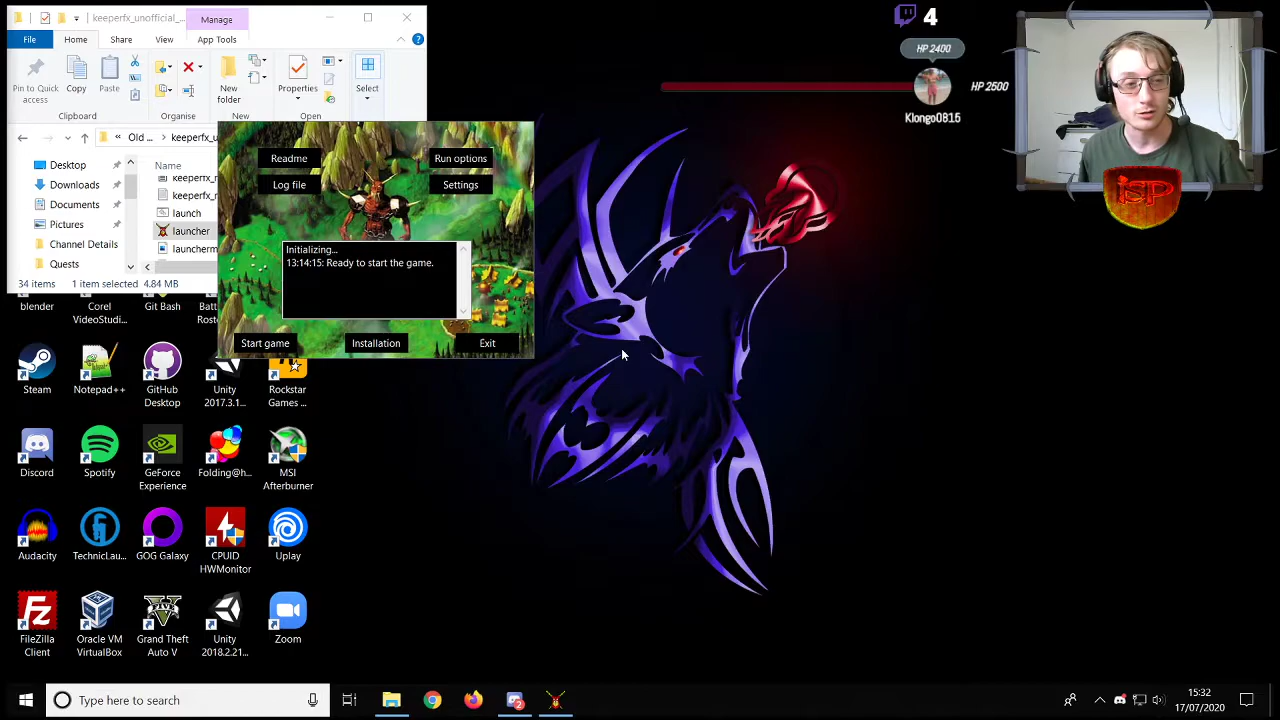 keeperfx_unofficial_...
Manage
File
Home
Share
View
App Tools
Pin to Quick access
Copy
Paste
New folder
Properties
Select
Clipboard
Organise
New
Open
Old ...
keeperfx_u
Desktop
Downloads
Documents
Pictures
Channel Details
Quests
Name
keeperfx_r
keeperfx_r
launch
launcher
launcherm
34 items
1 item selected
4.84 MB
Readme
Run options
Log file
Settings
Initializing...
13:14:15: Ready to start the game.
Start game
Installation
Exit
4
HP 2400
HP 2500
Klongo0815
iSP
blender
Corel VideoStudi...
Git Bash
Steam
Notepad++
GitHub Desktop
Unity 2017.3.1...
Rockstar Games ...
Discord
Spotify
GeForce Experience
Folding@h...
MSI Afterburner
Audacity
TechnicLau...
GOG Galaxy
CPUID HWMonitor
Uplay
FileZilla Client
Oracle VM VirtualBox
Grand Theft Auto V
Unity 2018.2.21...
Zoom
Type here to search
2
15:32
17/07/2020